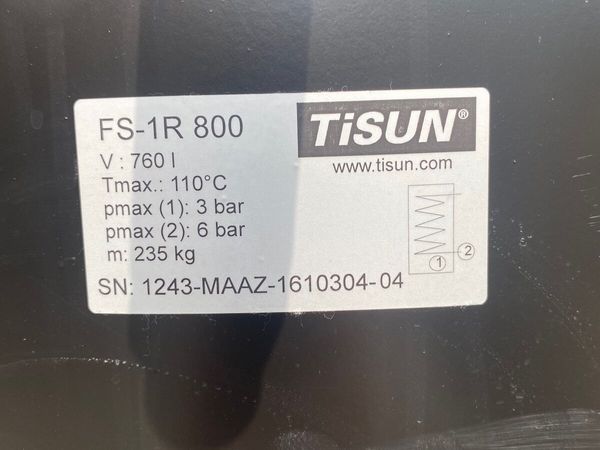 FS-1R 800
TiSUN®
www.tisun.com
V : 760 l
Tmax.: 110°C
pmax (1): 3 bar
pmax (2): 6 bar
m: 235 kg
1
2
SN: 1243-MAAZ-1610304-04